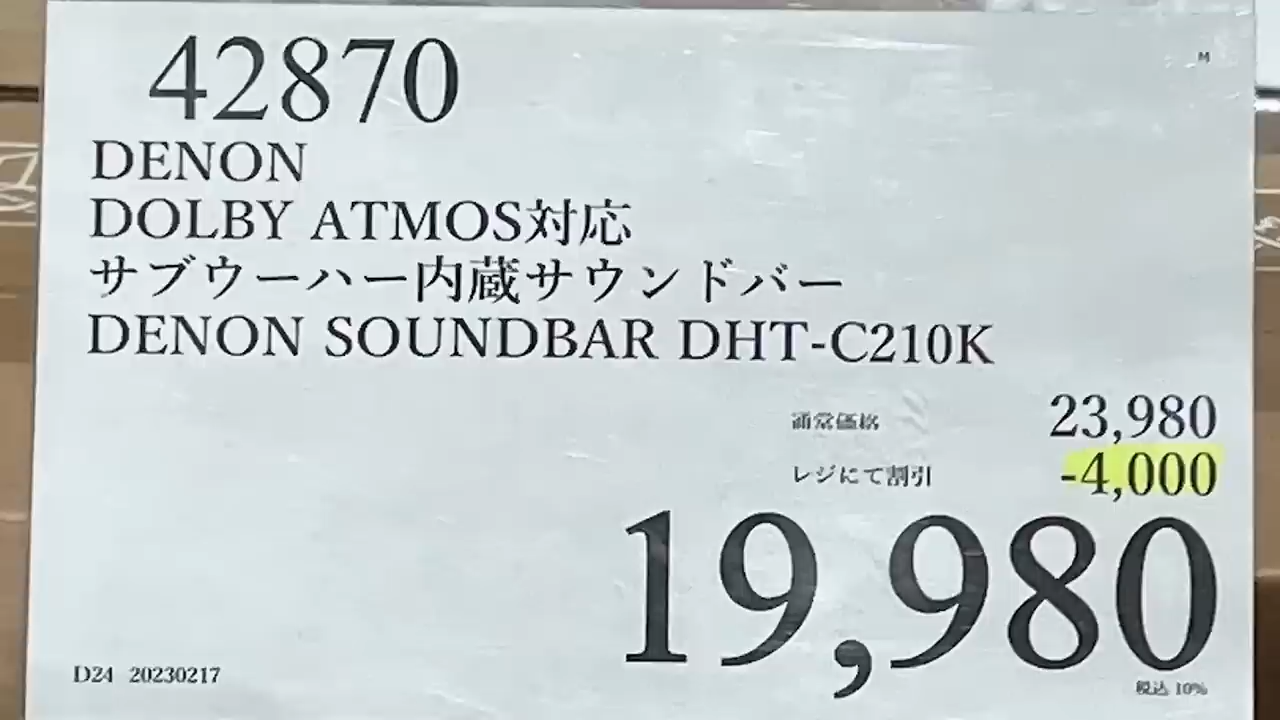 42870
M
DENON
DOLBY ATMOS対応
サブウーハー内蔵サウンドバー
DENON SOUNDBAR DHT-C210K
通常価格 23,980
レジにて割引 -4,000
19,980
税込 10%
D24 20230217